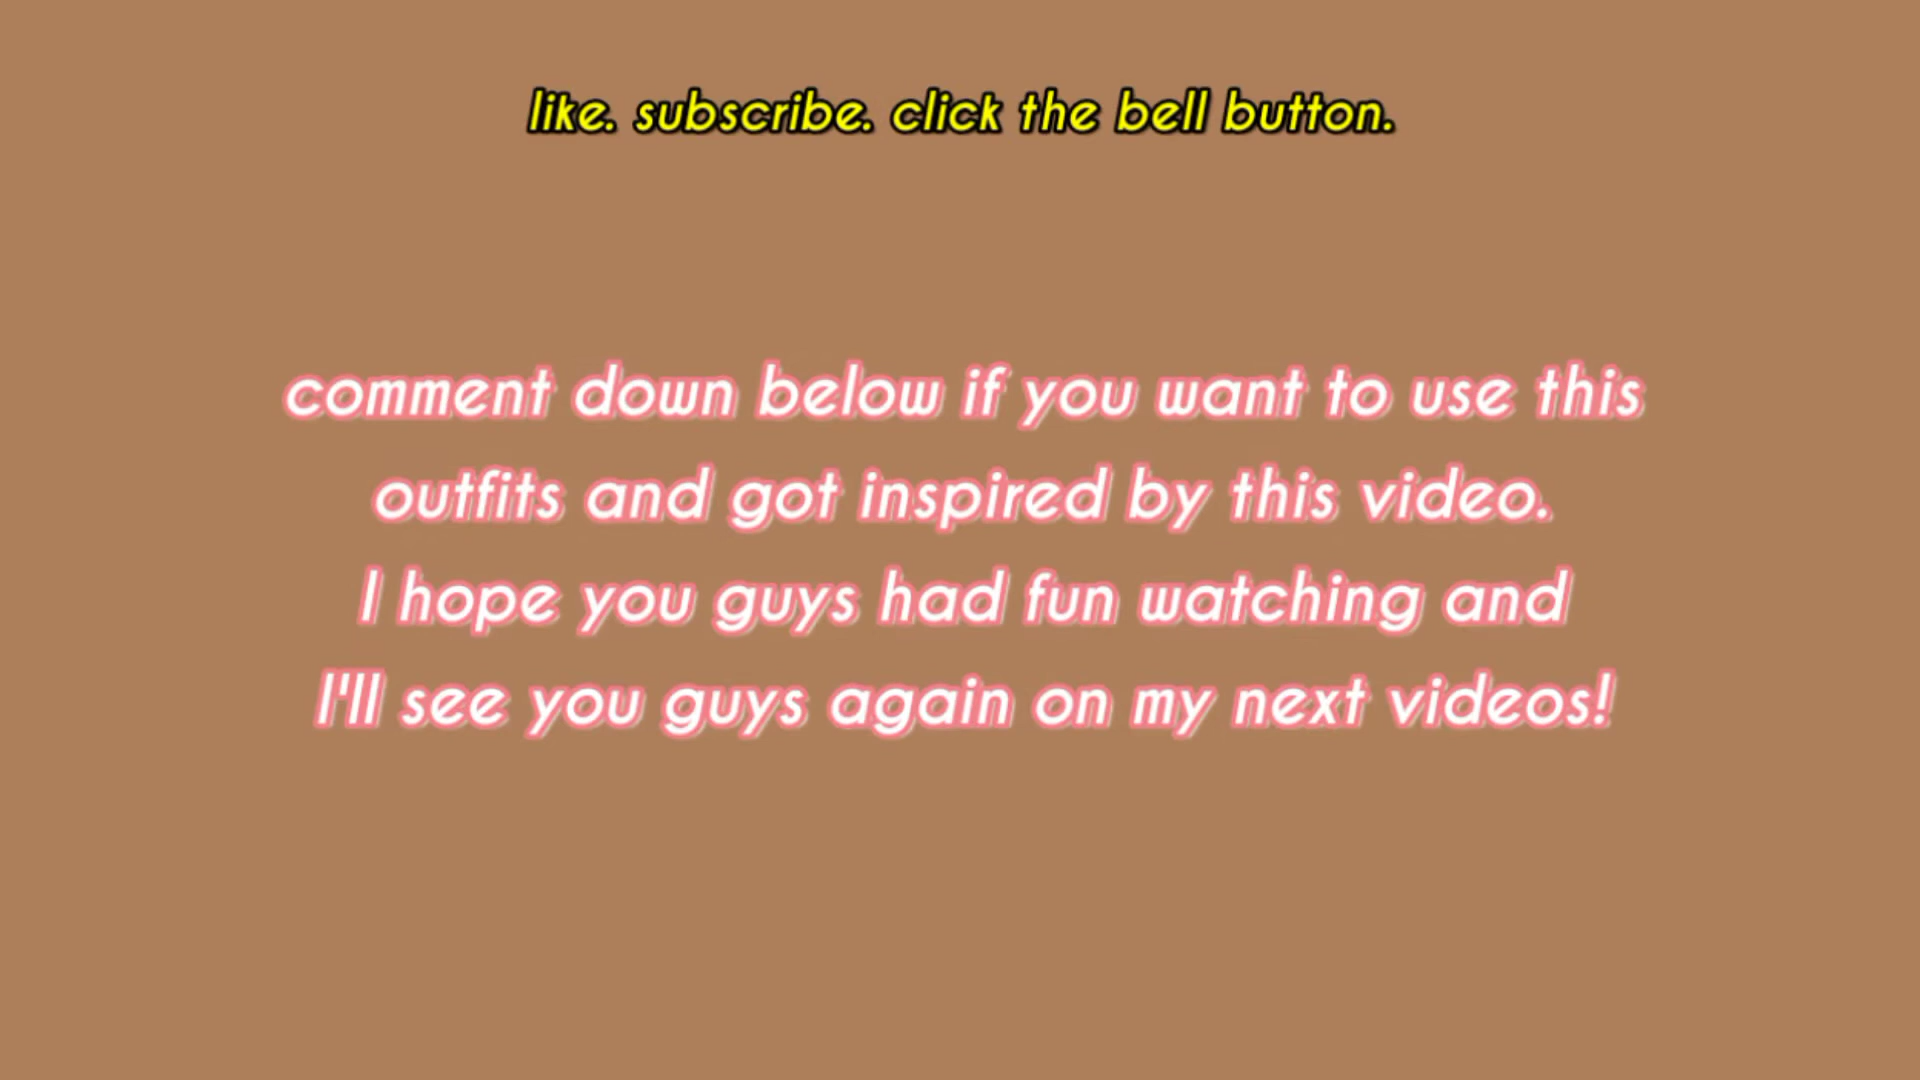 like. subscribe. click the bell button.
comment down below if you want to use this
outfits and got inspired by this video.
I hope you guys had fun watching and
I'll see you guys again on my next videos!